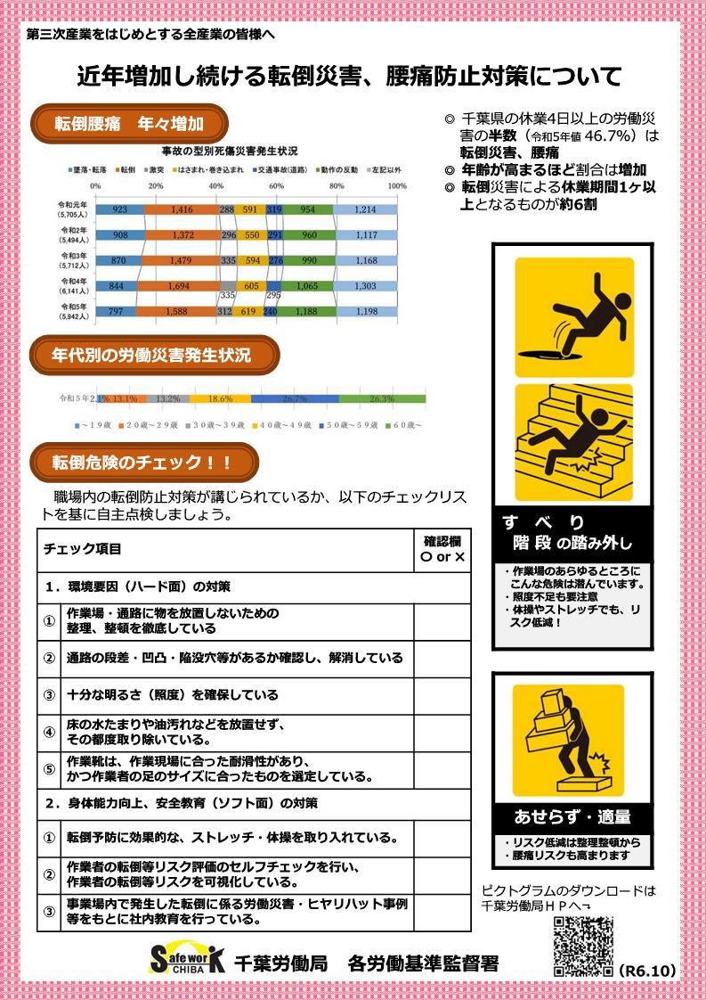 第三次産業をはじめとする全産業の皆様へ
近年増加し続ける転倒災害、腰痛防止対策について
転倒腰痛　年々増加
事故の型別死傷災害発生状況
■墜落・転落 ■転倒 ■激突 ■はさまれ・巻き込まれ ■交通事故(道路) ■動作の反動 ■左記以外
0% 20% 40% 60% 80% 100%
令和元年
(5,705人)
923 1,416 288 591 319 954 1,214
令和2年
(5,494人)
908 1,372 296 550 291 960 1,117
令和3年
(5,712人)
870 1,479 335 594 276 990 1,168
令和4年
(6,141人)
844 1,694 335 605 295 1,065 1,303
令和5年
(5,942人)
797 1,588 312 619 240 1,188 1,198
◎ 千葉県の休業4日以上の労働災
害の半数（令和5年値 46.7%）は
転倒災害、腰痛
◎ 年齢が高まるほど割合は増加
◎ 転倒災害による休業期間1ヶ以
上となるものが約6割
年代別の労働災害発生状況
令和５年 2.1% 13.1% 13.2% 18.6% 26.7% 26.3%
■～１９歳 ■２０歳～２９歳 ■３０歳～３９歳 ■４０歳～４９歳 ■５０歳～５９歳 ■６０歳～
転倒危険のチェック！！
職場内の転倒防止対策が講じられているか、以下のチェックリス
トを基に自主点検しましょう。
チェック項目
確認欄
○ or ×
１．環境要因（ハード面）の対策
① 作業場・通路に物を放置しないための
整理、整頓を徹底している
② 通路の段差・凹凸・陥没穴等があるか確認し、解消している
③ 十分な明るさ（照度）を確保している
④ 床の水たまりや油汚れなどを放置せず、
その都度取り除いている。
⑤ 作業靴は、作業現場に合った耐滑性があり、
かつ作業者の足のサイズに合ったものを選定している。
２．身体能力向上、安全教育（ソフト面）の対策
① 転倒予防に効果的な、ストレッチ・体操を取り入れている。
② 作業者の転倒等リスク評価のセルフチェックを行い、
作業者の転倒等リスクを可視化している。
③ 事業場内で発生した転倒に係る労働災害・ヒヤリハット事例
等をもとに社内教育を行っている。
すべり
階段の踏み外し
・作業場のあらゆるところに
こんな危険は潜んでいます。
・照度不足も要注意
・体操やストレッチでも、リ
スク低減！
あせらず・適量
・リスク低減は整理整頓から
・腰痛リスクも高まります
ピクトグラムのダウンロードは
千葉労働局ＨＰへ¬
Safe work
CHIBA
千葉労働局　各労働基準監督署
（R6.10）